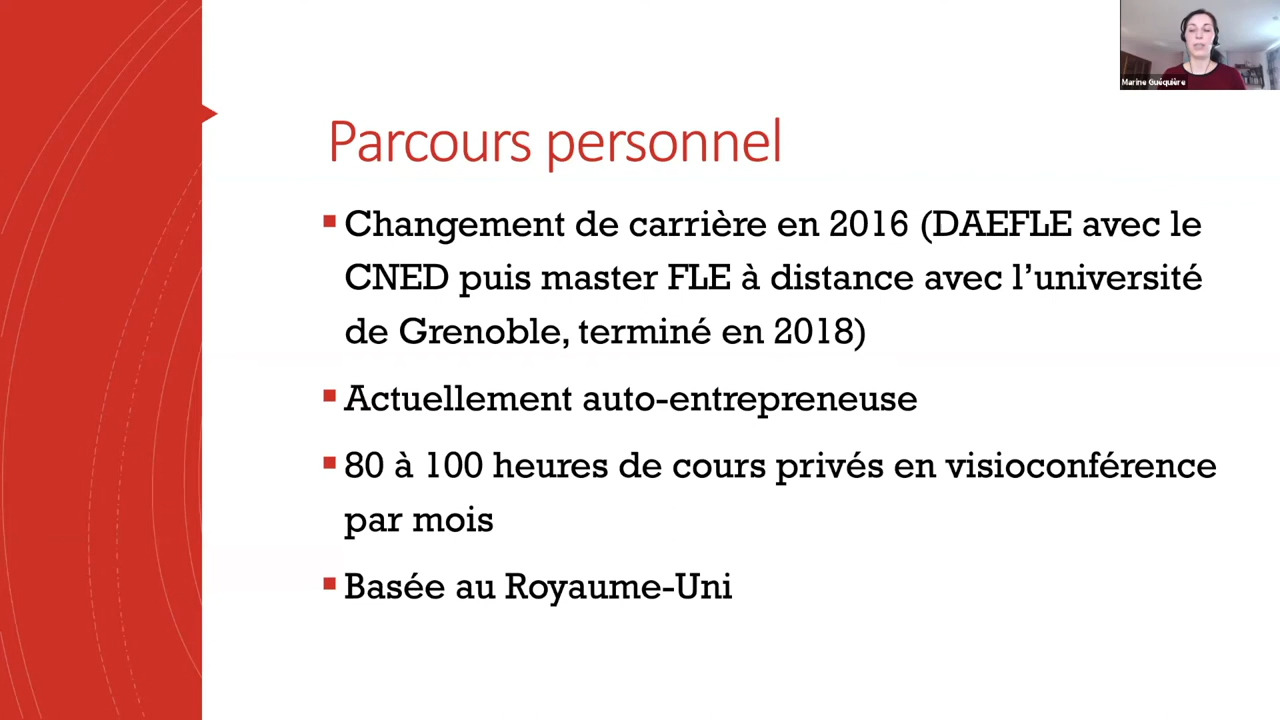 Marine Guéquière
Parcours personnel
Changement de carrière en 2016 (DAEFLE avec le
CNED puis master FLE à distance avec l’université
de Grenoble, terminé en 2018)
Actuellement auto-entrepreneuse
80 à 100 heures de cours privés en visioconférence
par mois
Basée au Royaume-Uni